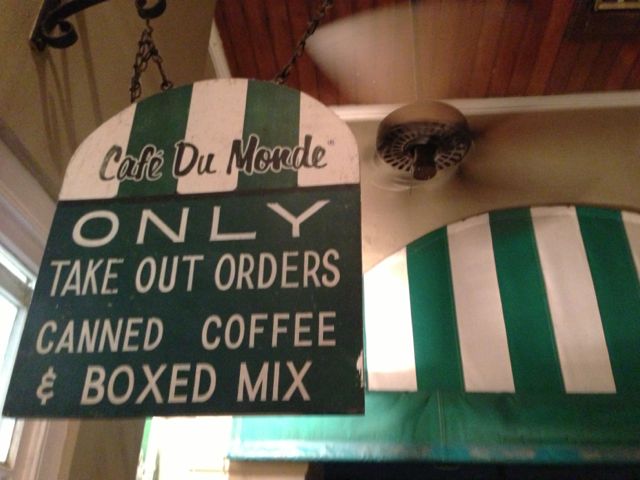 Café Du Monde
ONLY
TAKE OUT ORDERS
CANNED COFFEE
& BOXED MIX